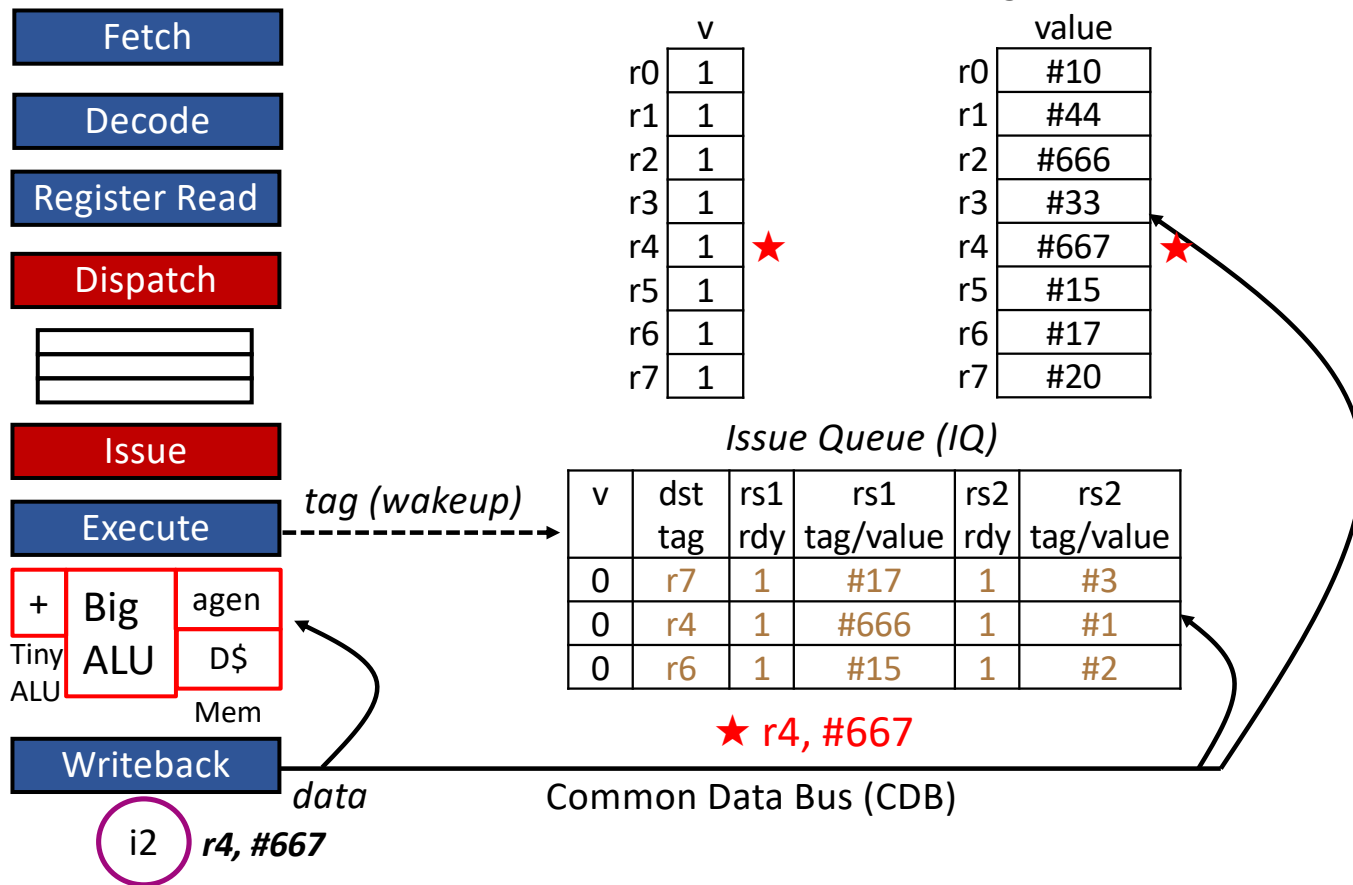 Fetch
Decode
Register Read
Dispatch
Issue
Execute
+ Big ALU agen
Tiny ALU D$
Mem
Writeback
i2 r4, #667
v
r0 1
r1 1
r2 1
r3 1
r4 1 ★
r5 1
r6 1
r7 1
value
r0 #10
r1 #44
r2 #666
r3 #33
r4 #667 ★
r5 #15
r6 #17
r7 #20
Issue Queue (IQ)
tag (wakeup)
v dst tag rs1 rdy rs1 tag/value rs2 rdy rs2 tag/value
0 r7 1 #17 1 #3
0 r4 1 #666 1 #1
0 r6 1 #15 1 #2
★ r4, #667
data
Common Data Bus (CDB)